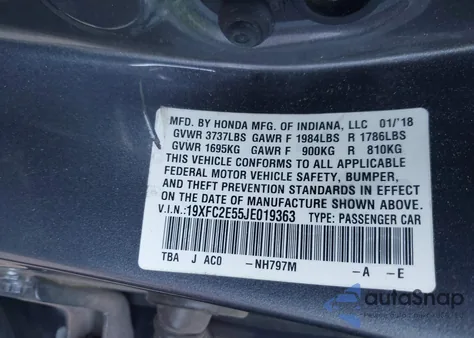 MFD. BY HONDA MFG. OF INDIANA, LLC 01/'18
GVWR 3737LBS GAWR F 1984LBS R 1786LBS
GVWR 1695KG GAWR F 900KG R 810KG
THIS VEHICLE CONFORMS TO ALL APPLICABLE
FEDERAL MOTOR VEHICLE SAFETY, BUMPER,
AND THEFT PREVENTION STANDARDS IN EFFECT
ON THE DATE OF MANUFACTURE SHOWN ABOVE.
V.I.N.:19XFC2E55JE019363 TYPE: PASSENGER CAR
TBA J AC0 -NH797M -A -E
autoSnap